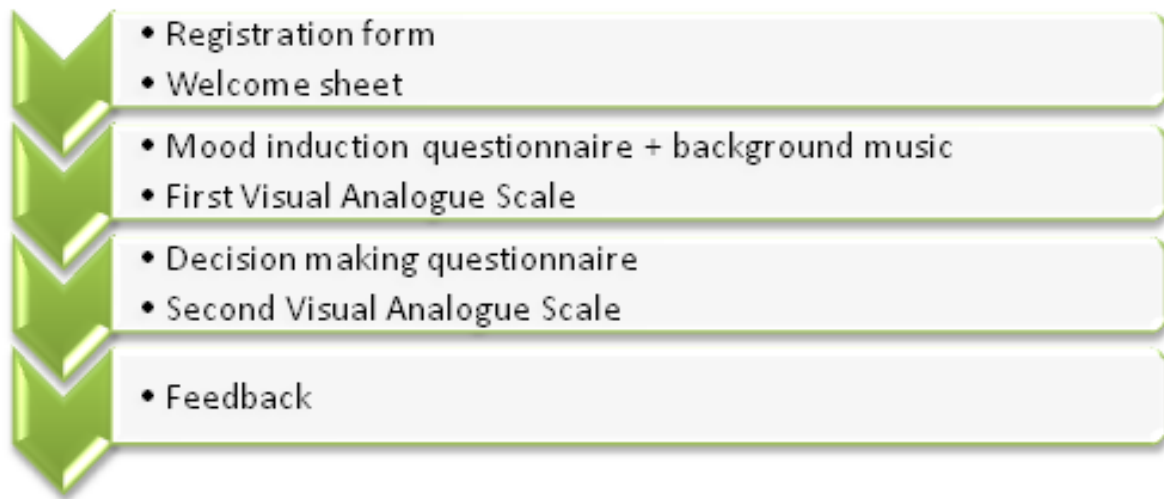 • Registration form
• Welcome sheet
• Mood induction questionnaire + background music
• First Visual Analogue Scale
• Decision making questionnaire
• Second Visual Analogue Scale
• Feedback